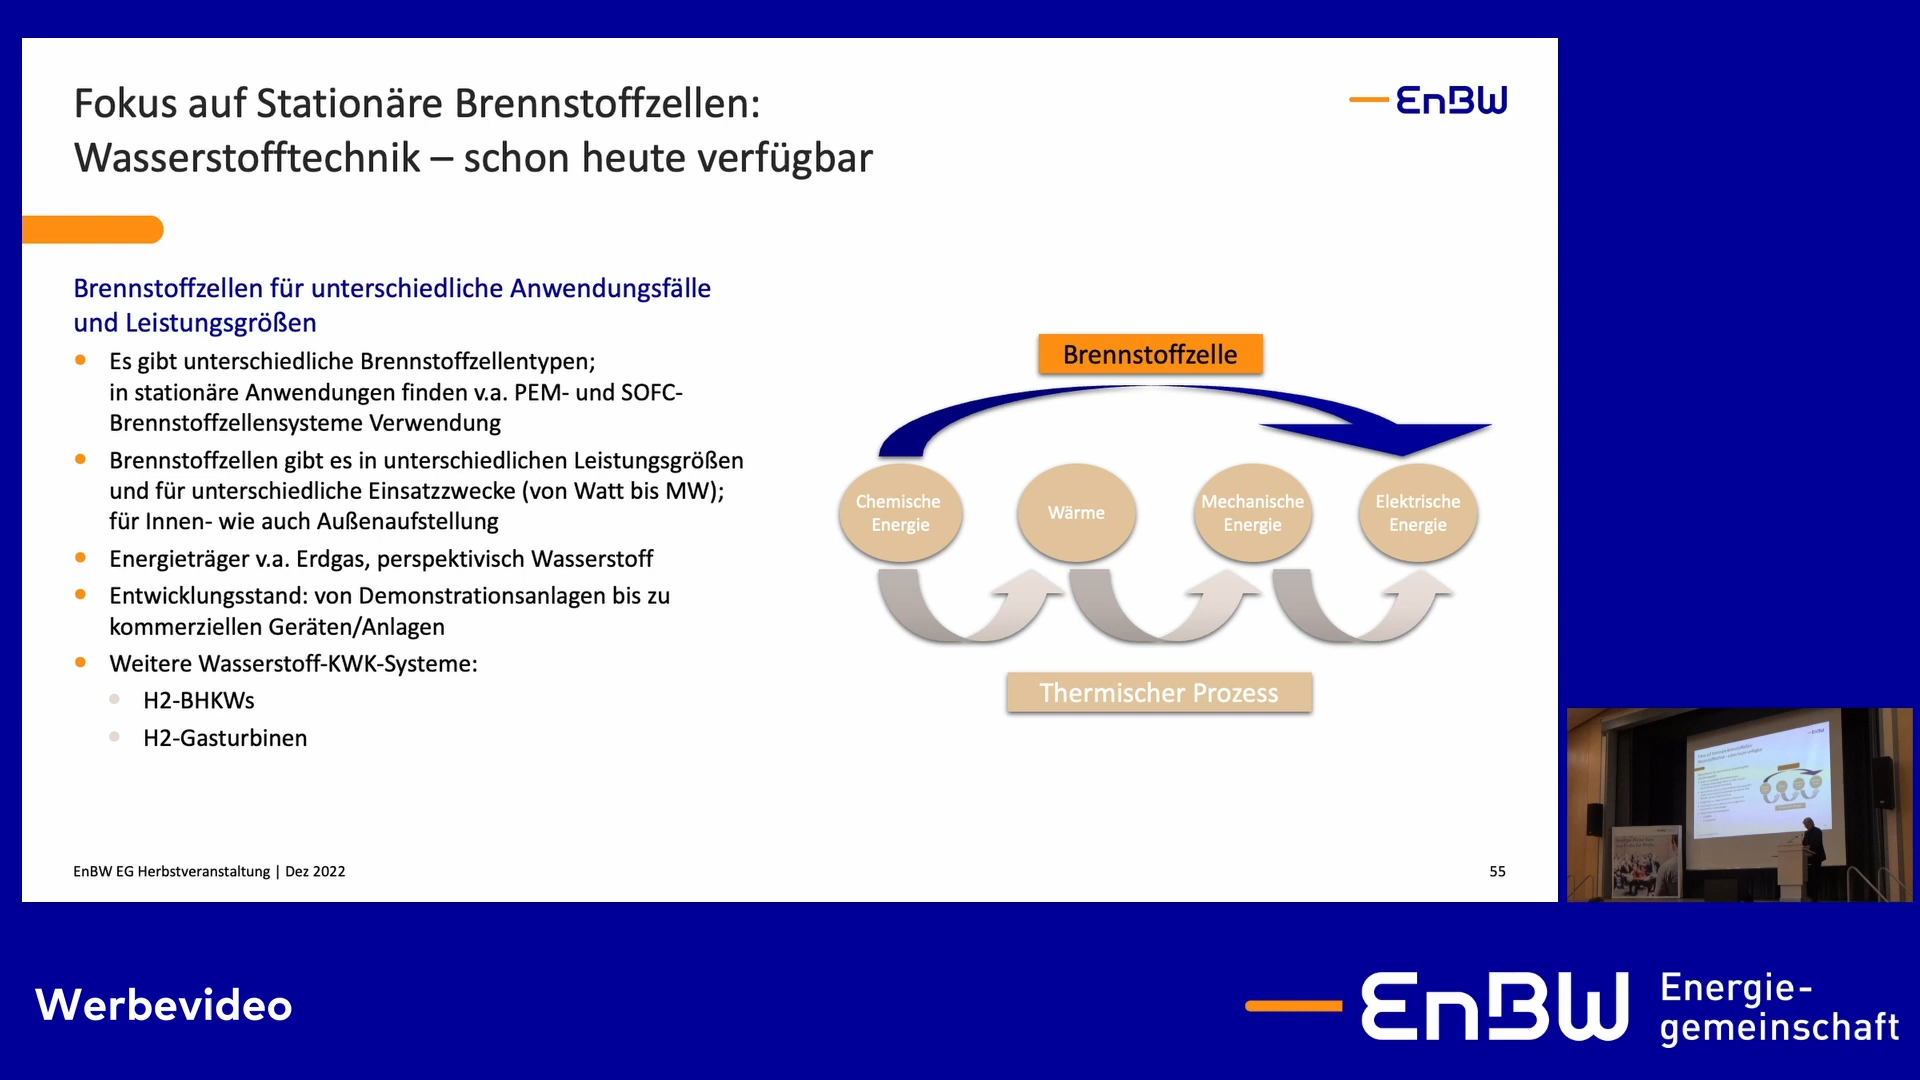 Fokus auf Stationäre Brennstoffzellen:
Wasserstofftechnik – schon heute verfügbar
EnBW
Brennstoffzellen für unterschiedliche Anwendungsfälle
und Leistungsgrößen
Es gibt unterschiedliche Brennstoffzellentypen;
in stationäre Anwendungen finden v.a. PEM- und SOFC-
Brennstoffzellensysteme Verwendung
Brennstoffzellen gibt es in unterschiedlichen Leistungsgrößen
und für unterschiedliche Einsatzzwecke (von Watt bis MW);
für Innen- wie auch Außenaufstellung
Energieträger v.a. Erdgas, perspektivisch Wasserstoff
Entwicklungsstand: von Demonstrationsanlagen bis zu
kommerziellen Geräten/Anlagen
Weitere Wasserstoff-KWK-Systeme:
H2-BHKWs
H2-Gasturbinen
Brennstoffzelle
Chemische
Energie
Wärme
Mechanische
Energie
Elektrische
Energie
Thermischer Prozess
EnBW EG Herbstveranstaltung | Dez 2022
55
Werbevideo
EnBW
Energie-
gemeinschaft